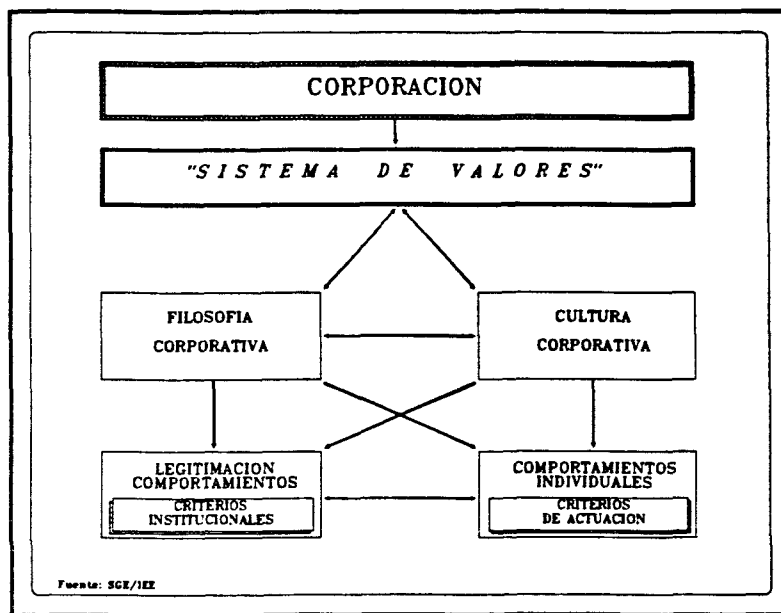 CORPORACION
"SISTEMA DE VALORES"
FILOSOFIA
CORPORATIVA
CULTURA
CORPORATIVA
LEGITIMACION
COMPORTAMIENTOS
CRITERIOS
INSTITUCIONALES
COMPORTAMIENTOS
INDIVIDUALES
CRITERIOS
DE ACTUACION
Fuente: SGE/IEE